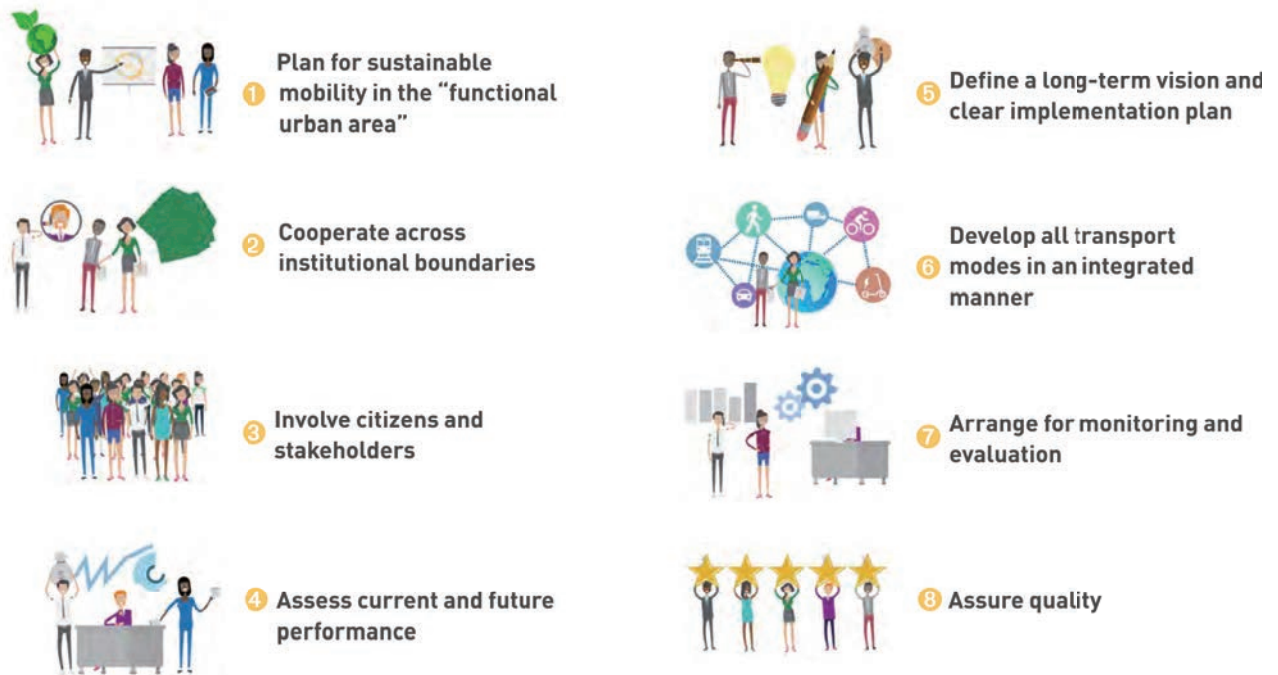 1 Plan for sustainable
mobility in the “functional
urban area”
2 Cooperate across
institutional boundaries
3 Involve citizens and
stakeholders
4 Assess current and future
performance
5 Define a long-term vision and
clear implementation plan
6 Develop all transport
modes in an integrated
manner
7 Arrange for monitoring and
evaluation
8 Assure quality